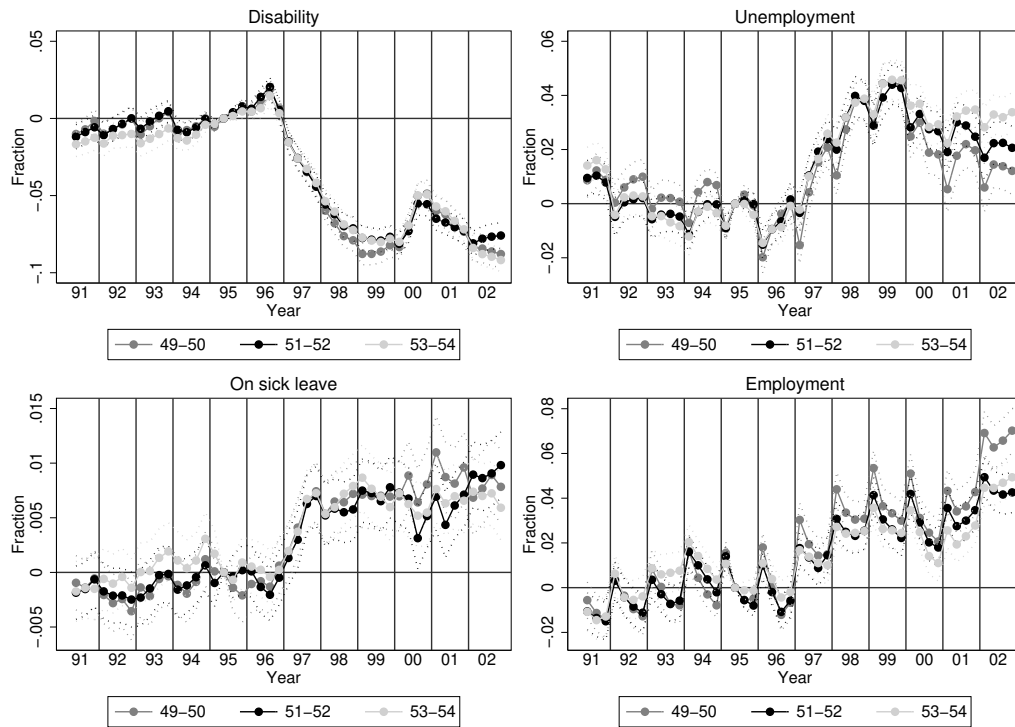 Disability
Fraction
.05
0
-.05
-.1
91 92 93 94 95 96 97 98 99 00 01 02
Year
49-50 51-52 53-54
Unemployment
Fraction
.06
.04
.02
0
-.02
91 92 93 94 95 96 97 98 99 00 01 02
Year
49-50 51-52 53-54
On sick leave
Fraction
.015
.01
.005
0
-.005
91 92 93 94 95 96 97 98 99 00 01 02
Year
49-50 51-52 53-54
Employment
Fraction
.08
.06
.04
.02
0
-.02
91 92 93 94 95 96 97 98 99 00 01 02
Year
49-50 51-52 53-54